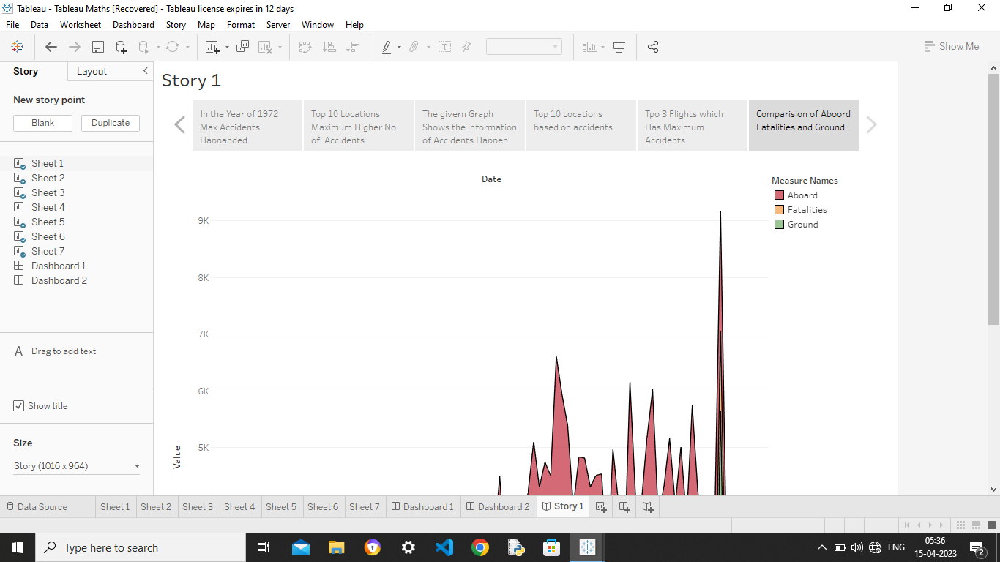 Tableau - Tableau Maths [Recovered] - Tableau license expires in 12 days
File Data Worksheet Dashboard Story Map Format Server Window Help
Show Me
Story Layout
New story point
Blank Duplicate
Sheet 1
Sheet 2
Sheet 3
Sheet 4
Sheet 5
Sheet 6
Sheet 7
Dashboard 1
Dashboard 2
A Drag to add text
Show title
Size
Story (1016 x 964)
Story 1
In the Year of 1972
Max Accidents
Happanded
Top 10 Locations
Maximum Higher No
of Accidents
The givern Graph
Shows the information
of Accidents Happen
Top 10 Locations
based on accidents
Tpo 3 Flights which
Has Maximum
Accidents
Comparision of Aboord
Fatalities and Ground
Date
9K
8K
7K
6K
5K
Value
Measure Names
Aboard
Fatalities
Ground
Data Source Sheet 1 Sheet 2 Sheet 3 Sheet 4 Sheet 5 Sheet 6 Sheet 7 Dashboard 1 Dashboard 2 Story 1
Type here to search
ENG
05:36
15-04-2023
2